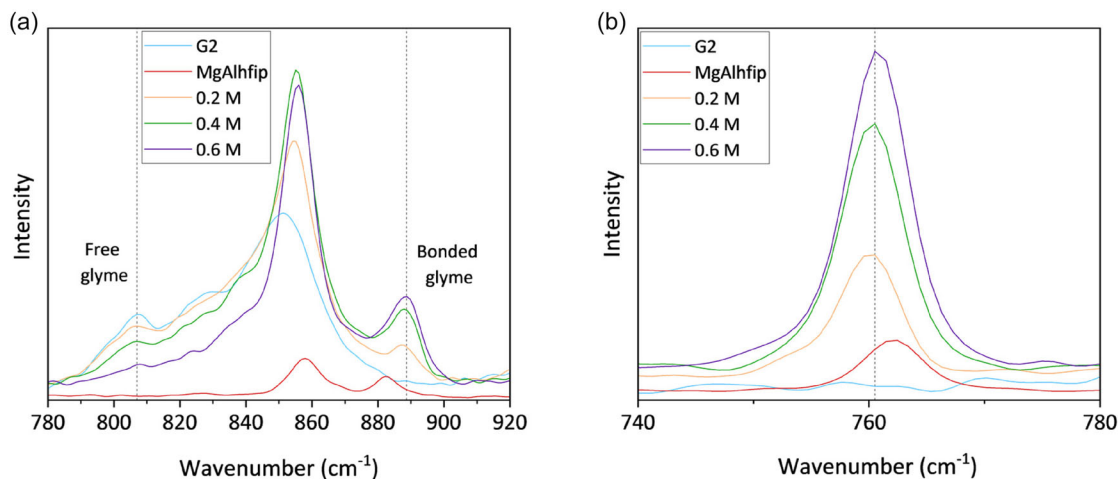 (a)
G2
MgAlhfip
0.2 M
0.4 M
0.6 M
Free
glyme
Bonded
glyme
Intensity
780 800 820 840 860 880 900 920
Wavenumber (cm⁻¹)
(b)
G2
MgAlhfip
0.2 M
0.4 M
0.6 M
Intensity
740 760 780
Wavenumber (cm⁻¹)